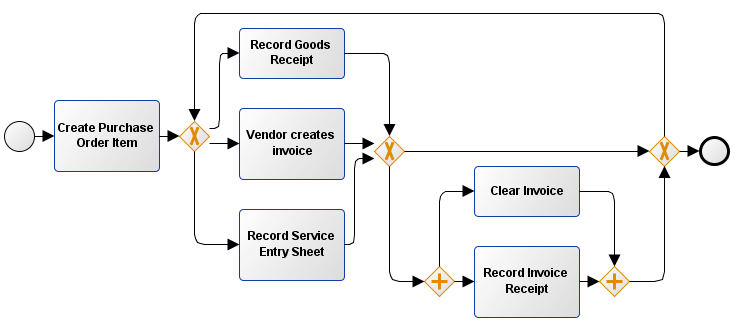 Record Goods
Receipt
Create Purchase
Order Item
Vendor creates
invoice
Clear Invoice
Record Service
Entry Sheet
Record Invoice
Receipt